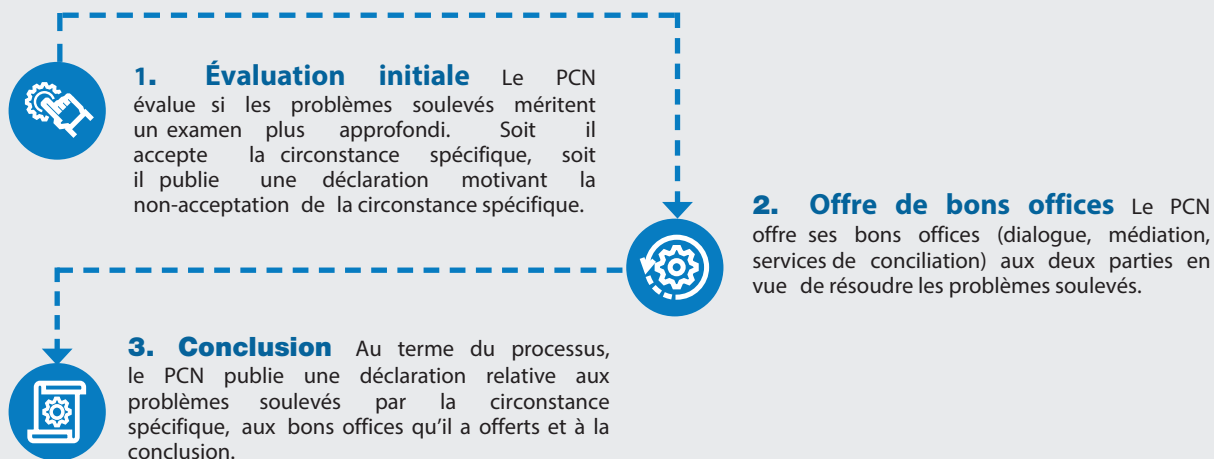 1. Évaluation initiale Le PCN
évalue si les problèmes soulevés méritent
un examen plus approfondi. Soit il
accepte la circonstance spécifique, soit
il publie une déclaration motivant la
non-acceptation de la circonstance spécifique.
2. Offre de bons offices Le PCN
offre ses bons offices (dialogue, médiation,
services de conciliation) aux deux parties en
vue de résoudre les problèmes soulevés.
3. Conclusion Au terme du processus,
le PCN publie une déclaration relative aux
problèmes soulevés par la circonstance
spécifique, aux bons offices qu’il a offerts et à la
conclusion.